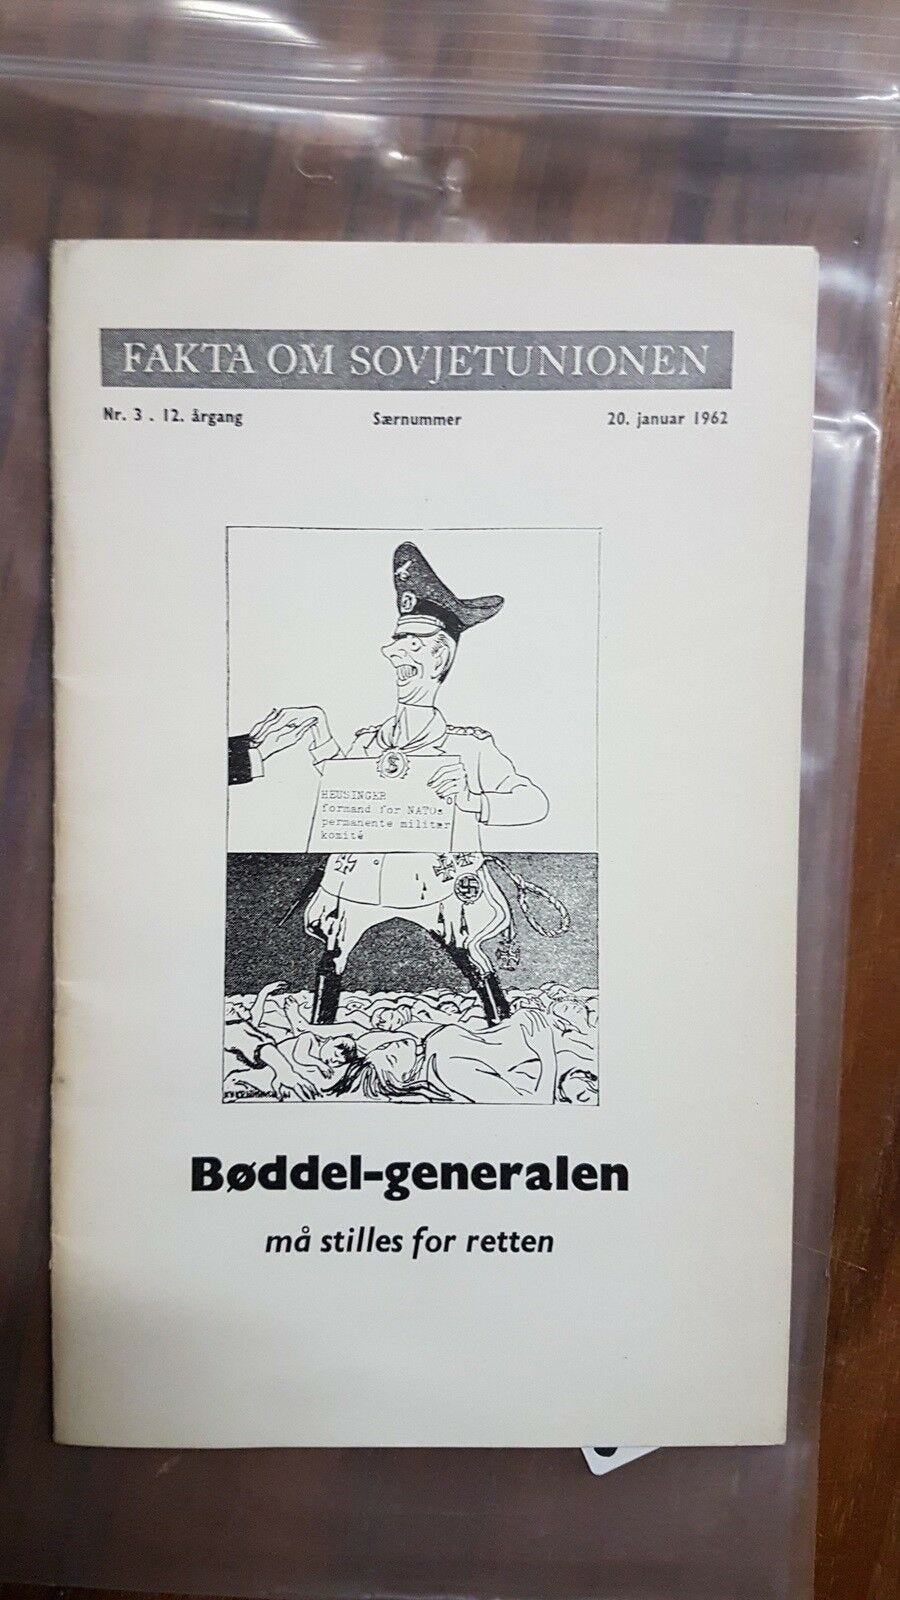 FAKTA OM SOVJETUNIONEN
Nr. 3 . 12. årgang Særnummer 20. januar 1962
HEUSINGER
formand for NATOs
permanente militær
komité
Bøddel-generalen
må stilles for retten